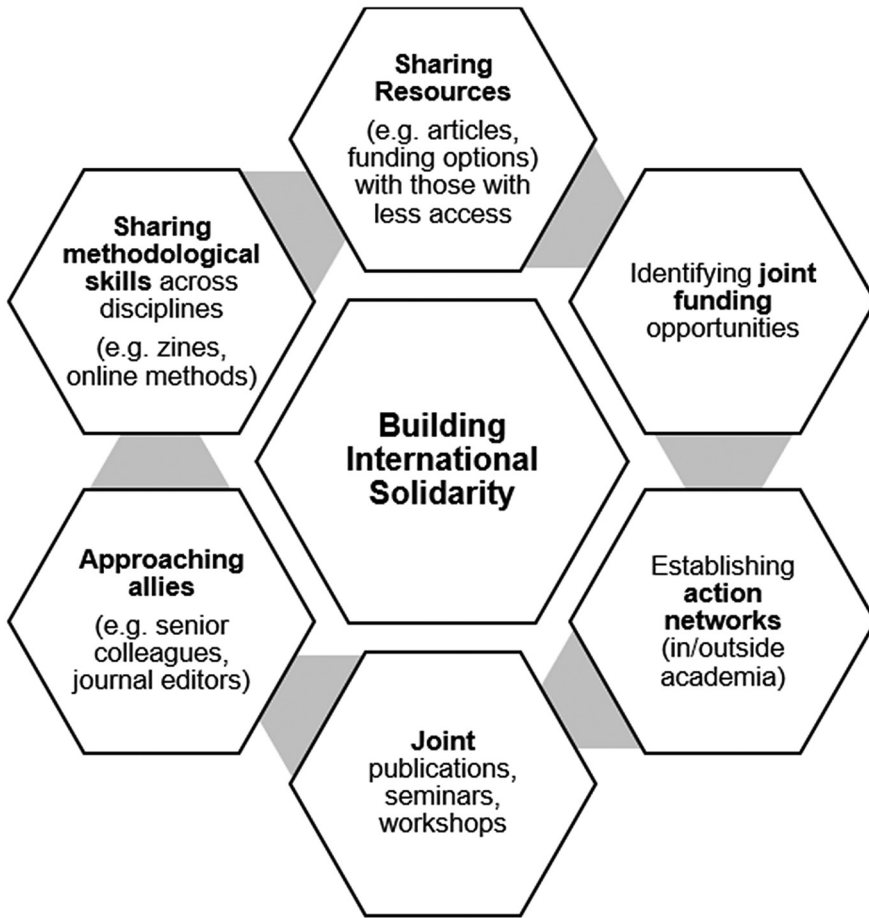 Sharing
Resources
(e.g. articles,
funding options)
with those with
less access
Identifying joint
funding
opportunities
Establishing
action
networks
(in/outside
academia)
Joint
publications,
seminars,
workshops
Approaching
allies
(e.g. senior
colleagues,
journal editors)
Sharing
methodological
skills across
disciplines
(e.g. zines,
online methods)
Building
International
Solidarity